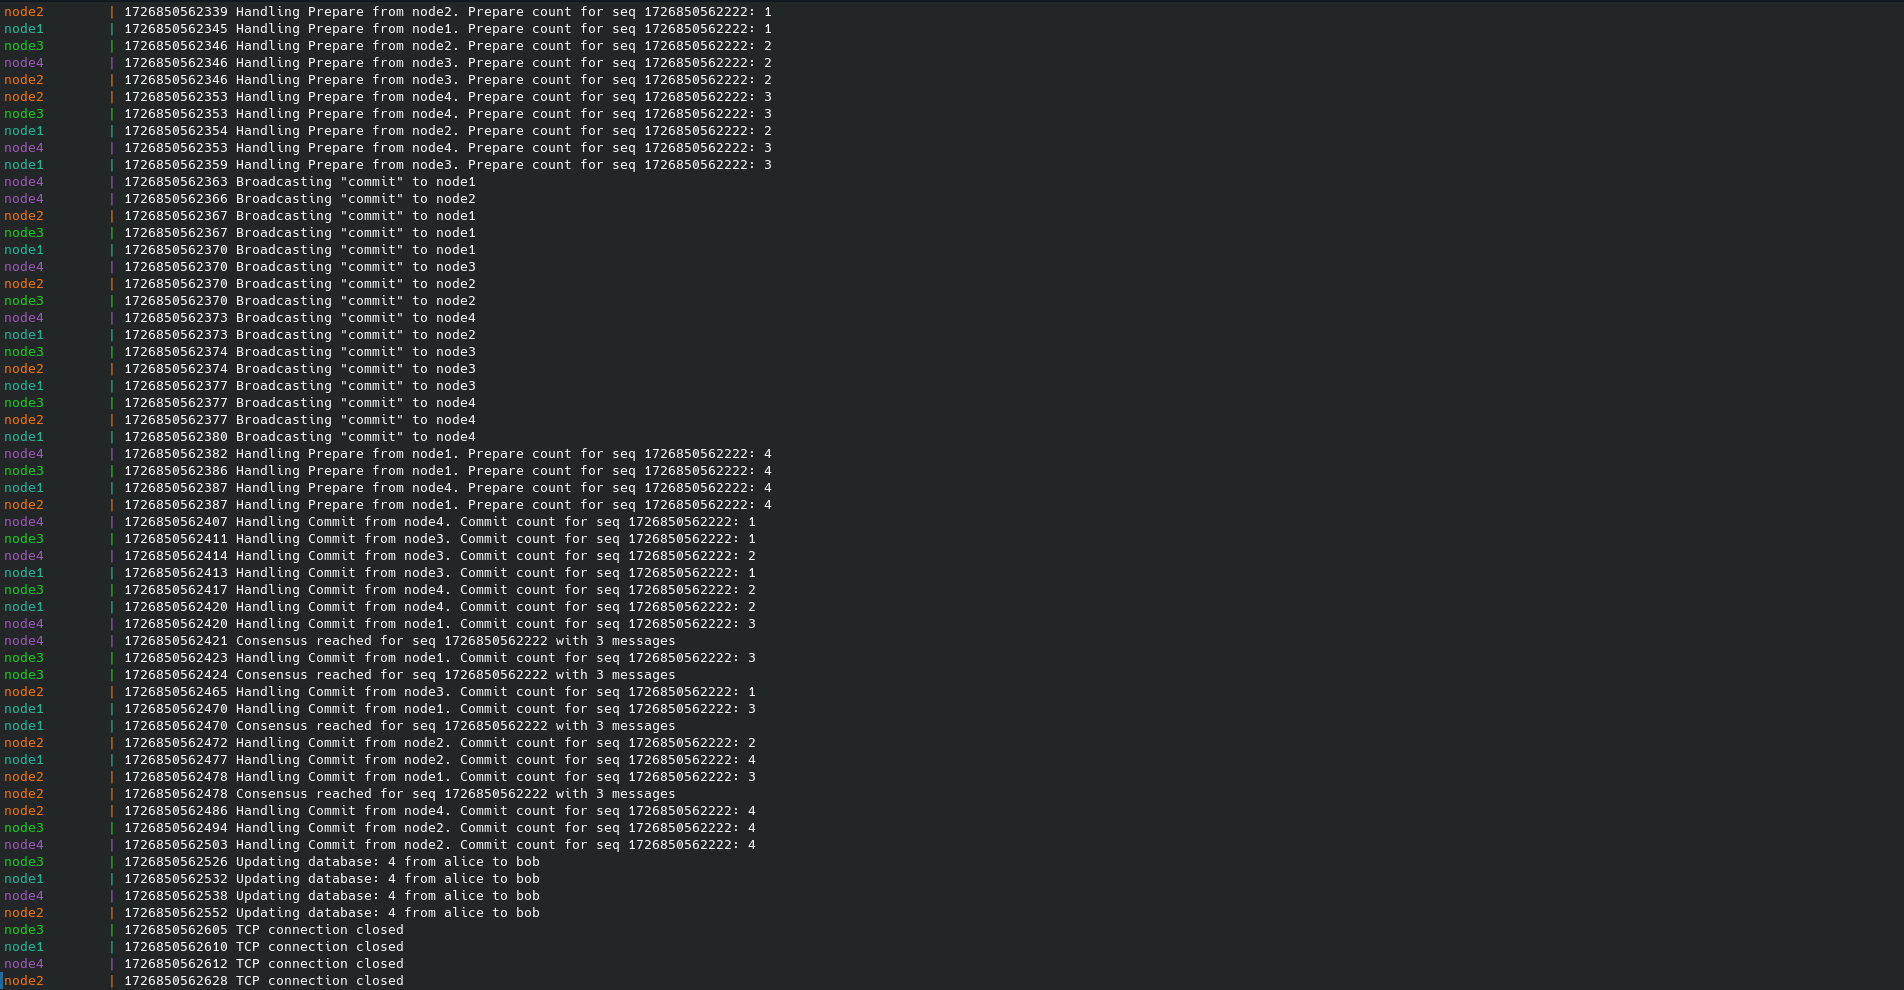 node2 | 1726850562339 Handling Prepare from node2. Prepare count for seq 1726850562222: 1
node1 | 1726850562345 Handling Prepare from node1. Prepare count for seq 1726850562222: 1
node3 | 1726850562346 Handling Prepare from node2. Prepare count for seq 1726850562222: 2
node4 | 1726850562346 Handling Prepare from node3. Prepare count for seq 1726850562222: 2
node2 | 1726850562346 Handling Prepare from node3. Prepare count for seq 1726850562222: 2
node2 | 1726850562353 Handling Prepare from node4. Prepare count for seq 1726850562222: 3
node3 | 1726850562353 Handling Prepare from node4. Prepare count for seq 1726850562222: 3
node1 | 1726850562354 Handling Prepare from node2. Prepare count for seq 1726850562222: 2
node4 | 1726850562353 Handling Prepare from node4. Prepare count for seq 1726850562222: 3
node1 | 1726850562359 Handling Prepare from node3. Prepare count for seq 1726850562222: 3
node4 | 1726850562363 Broadcasting "commit" to node1
node4 | 1726850562366 Broadcasting "commit" to node2
node2 | 1726850562367 Broadcasting "commit" to node1
node3 | 1726850562367 Broadcasting "commit" to node1
node1 | 1726850562370 Broadcasting "commit" to node1
node4 | 1726850562370 Broadcasting "commit" to node3
node2 | 1726850562370 Broadcasting "commit" to node2
node3 | 1726850562370 Broadcasting "commit" to node2
node4 | 1726850562373 Broadcasting "commit" to node4
node1 | 1726850562373 Broadcasting "commit" to node2
node3 | 1726850562374 Broadcasting "commit" to node3
node2 | 1726850562374 Broadcasting "commit" to node3
node1 | 1726850562377 Broadcasting "commit" to node3
node3 | 1726850562377 Broadcasting "commit" to node4
node2 | 1726850562377 Broadcasting "commit" to node4
node1 | 1726850562380 Broadcasting "commit" to node4
node4 | 1726850562382 Handling Prepare from node1. Prepare count for seq 1726850562222: 4
node3 | 1726850562386 Handling Prepare from node1. Prepare count for seq 1726850562222: 4
node1 | 1726850562387 Handling Prepare from node4. Prepare count for seq 1726850562222: 4
node2 | 1726850562387 Handling Prepare from node1. Prepare count for seq 1726850562222: 4
node4 | 1726850562407 Handling Commit from node4. Commit count for seq 1726850562222: 1
node3 | 1726850562411 Handling Commit from node3. Commit count for seq 1726850562222: 1
node4 | 1726850562414 Handling Commit from node3. Commit count for seq 1726850562222: 2
node1 | 1726850562413 Handling Commit from node3. Commit count for seq 1726850562222: 1
node3 | 1726850562417 Handling Commit from node4. Commit count for seq 1726850562222: 2
node1 | 1726850562420 Handling Commit from node4. Commit count for seq 1726850562222: 2
node4 | 1726850562420 Handling Commit from node1. Commit count for seq 1726850562222: 3
node4 | 1726850562421 Consensus reached for seq 1726850562222 with 3 messages
node3 | 1726850562423 Handling Commit from node1. Commit count for seq 1726850562222: 3
node3 | 1726850562424 Consensus reached for seq 1726850562222 with 3 messages
node2 | 1726850562465 Handling Commit from node3. Commit count for seq 1726850562222: 1
node1 | 1726850562470 Handling Commit from node1. Commit count for seq 1726850562222: 3
node1 | 1726850562470 Consensus reached for seq 1726850562222 with 3 messages
node2 | 1726850562472 Handling Commit from node2. Commit count for seq 1726850562222: 2
node1 | 1726850562477 Handling Commit from node2. Commit count for seq 1726850562222: 4
node2 | 1726850562478 Handling Commit from node1. Commit count for seq 1726850562222: 3
node2 | 1726850562478 Consensus reached for seq 1726850562222 with 3 messages
node2 | 1726850562486 Handling Commit from node4. Commit count for seq 1726850562222: 4
node3 | 1726850562494 Handling Commit from node2. Commit count for seq 1726850562222: 4
node4 | 1726850562503 Handling Commit from node2. Commit count for seq 1726850562222: 4
node3 | 1726850562526 Updating database: 4 from alice to bob
node1 | 1726850562532 Updating database: 4 from alice to bob
node4 | 1726850562538 Updating database: 4 from alice to bob
node2 | 1726850562552 Updating database: 4 from alice to bob
node3 | 1726850562605 TCP connection closed
node1 | 1726850562610 TCP connection closed
node4 | 1726850562612 TCP connection closed
node2 | 1726850562628 TCP connection closed